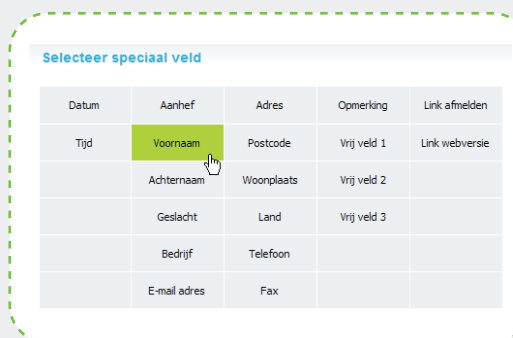 Selecteer speciaal veld
Datum Aanhef Adres Opmerking Link afmelden
Tijd Voornaam Postcode Vrij veld 1 Link webversie
Achternaam Woonplaats Vrij veld 2
Geslacht Land Vrij veld 3
Bedrijf Telefoon
E-mail adres Fax